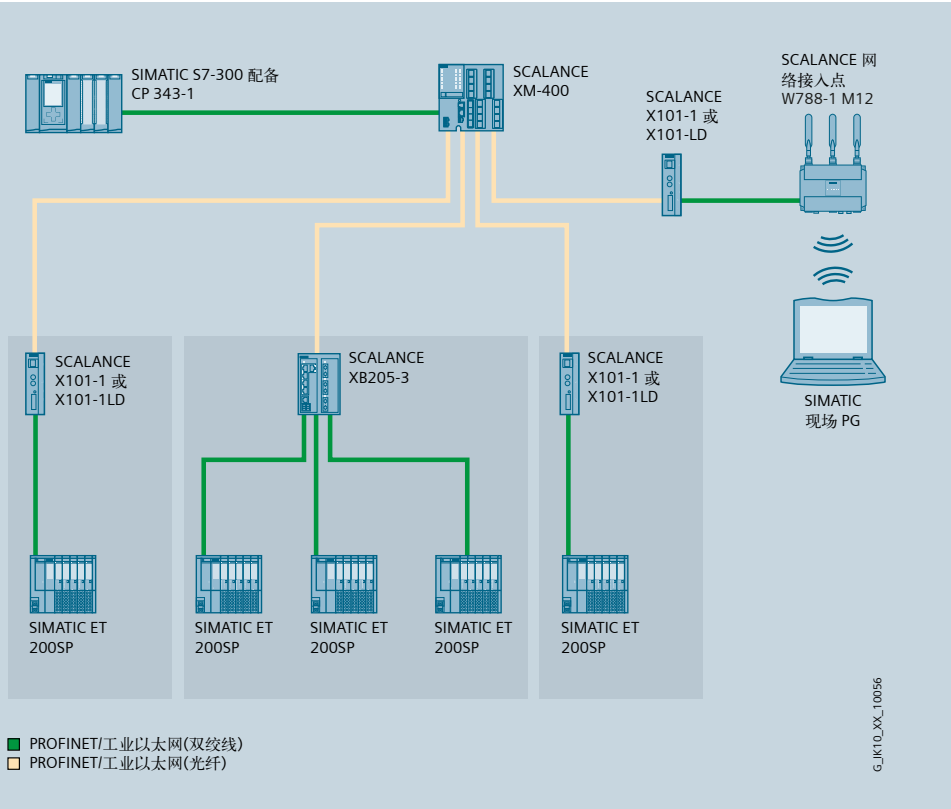 SIMATIC S7-300 配备
CP 343-1
SCALANCE
XM-400
SCALANCE
X101-1 或
X101-LD
SCALANCE 网
络接入点
W788-1 M12
SCALANCE
X101-1 或
X101-1LD
SCALANCE
XB205-3
SCALANCE
X101-1 或
X101-1LD
SIMATIC
现场 PG
SIMATIC ET
200SP
SIMATIC ET
200SP
SIMATIC ET
200SP
SIMATIC ET
200SP
SIMATIC ET
200SP
PROFINET/工业以太网(双绞线)
PROFINET/工业以太网(光纤)
G_IK10_XX_10056